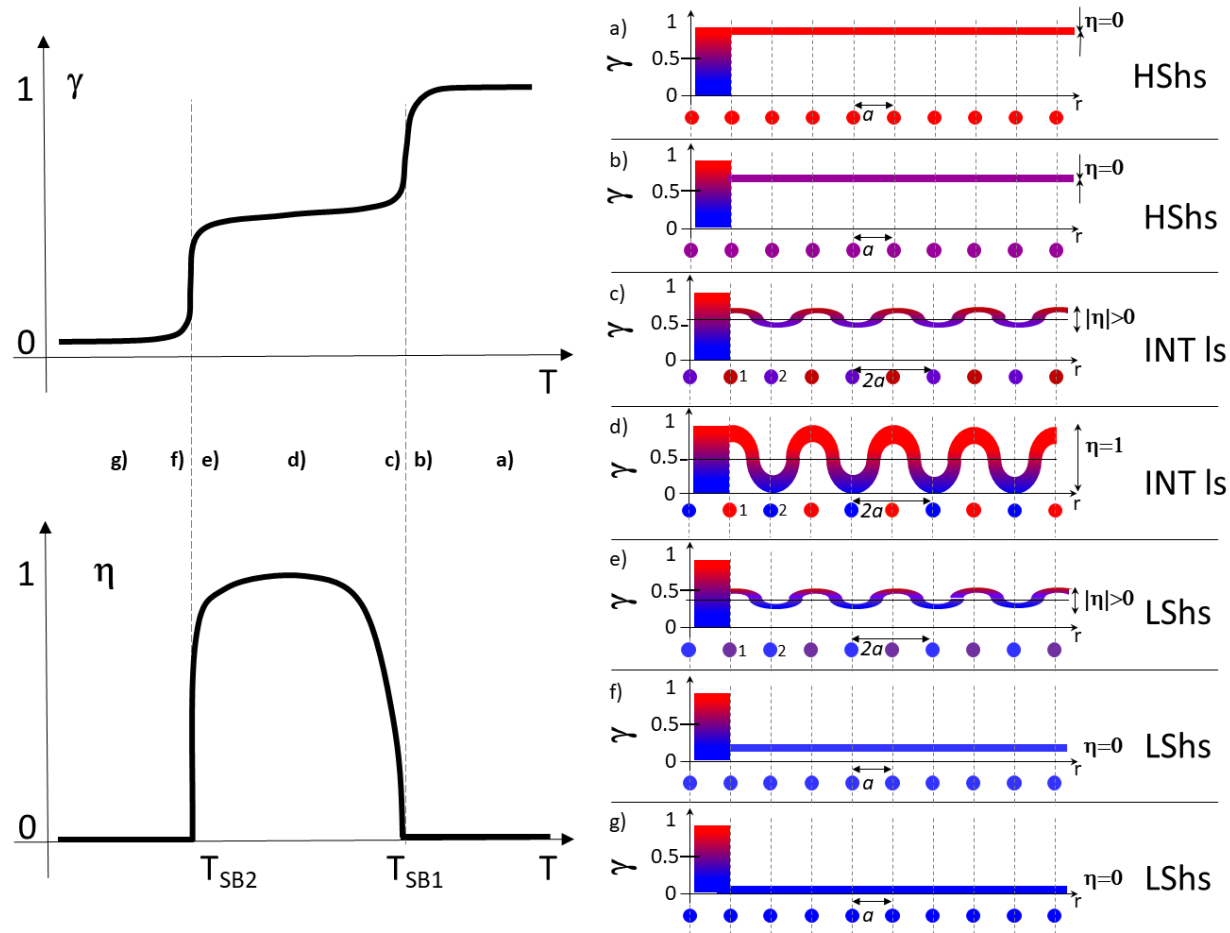 γ
1
0
T
g) f) e) d) c) b) a)
η
1
0
T_SB2 T_SB1 T
a)
γ
1
0.5
0
η=0
r
a
HShs
b)
γ
1
0.5
0
η=0
r
a
HShs
c)
γ
1
0.5
0
|η|>0
r
1 2 2a
INT ls
d)
γ
1
0.5
0
η=1
r
1 2 2a
INT ls
e)
γ
1
0.5
0
|η|>0
r
1 2 2a
LShs
f)
γ
1
0.5
0
η=0
r
a
LShs
g)
γ
1
0.5
0
η=0
r
a
LShs